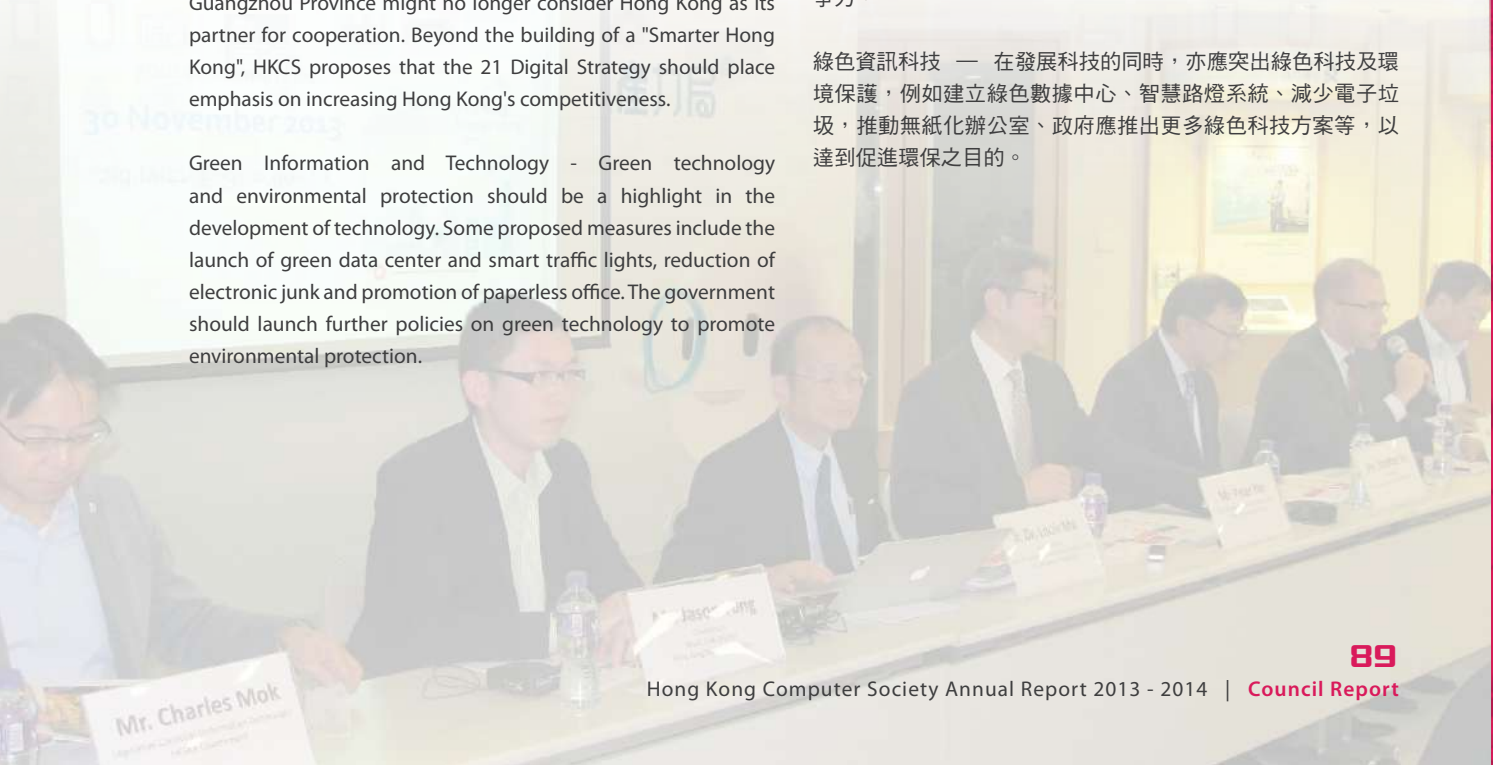 Guangzhou Province might no longer consider Hong Kong as its
partner for cooperation. Beyond the building of a "Smarter Hong
Kong", HKCS proposes that the 21 Digital Strategy should place
emphasis on increasing Hong Kong's competitiveness.
Green Information and Technology - Green technology
and environmental protection should be a highlight in the
development of technology. Some proposed measures include the
launch of green data center and smart traffic lights, reduction of
electronic junk and promotion of paperless office. The government
should launch further policies on green technology to promote
environmental protection.
爭力。
綠色資訊科技 — 在發展科技的同時，亦應突出綠色科技及環
境保護，例如建立綠色數據中心、智慧路燈系統、減少電子垃
圾，推動無紙化辦公室、政府應推出更多綠色科技方案等，以
達到促進環保之目的。
30 November 2013
Mr. Charles Mok
89
Hong Kong Computer Society Annual Report 2013 - 2014 | Council Report